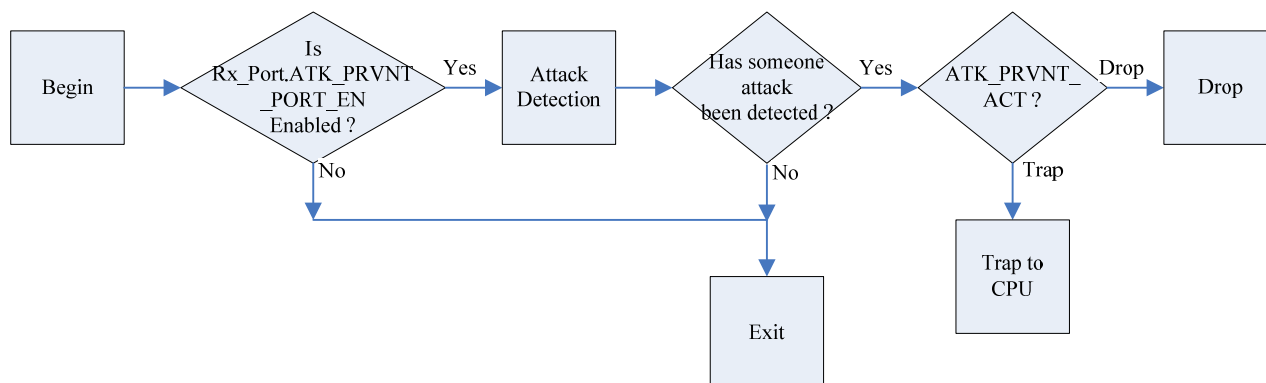 Begin
Is
Rx_Port.ATK_PRVNT
_PORT_EN
Enabled ?
Yes
No
Attack
Detection
Has someone
attack
been detected ?
Yes
No
ATK_PRVNT_
ACT ?
Drop
Trap
Drop
Trap to
CPU
Exit